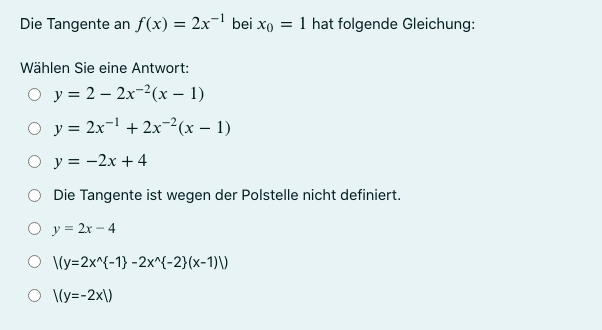 Die Tangente an f(x) = 2x⁻¹ bei x₀ = 1 hat folgende Gleichung:
Wählen Sie eine Antwort:
y = 2 − 2x⁻²(x − 1)
y = 2x⁻¹ + 2x⁻²(x − 1)
y = −2x + 4
Die Tangente ist wegen der Polstelle nicht definiert.
y = 2x − 4
\(y=2x^{-1} -2x^{-2}(x-1)\)
\(y=-2x\)